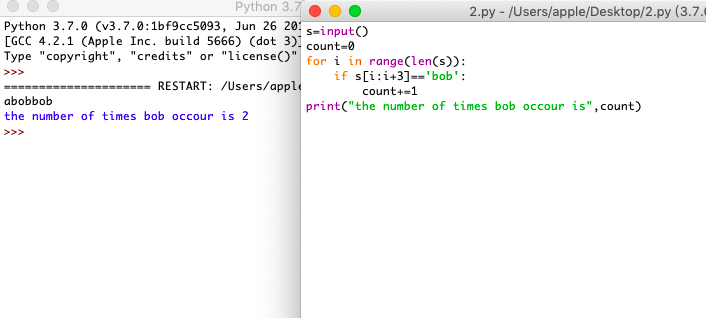 Python 3.7
Python 3.7.0 (v3.7.0:1bf9cc5093, Jun 26 201
[GCC 4.2.1 (Apple Inc. build 5666) (dot 3)]
Type "copyright", "credits" or "license()"
>>>
===================== RESTART: /Users/apple
abobbob
the number of times bob occour is 2
>>>
2.py - /Users/apple/Desktop/2.py (3.7.0
s=input()
count=0
for i in range(len(s)):
    if s[i:i+3]=='bob':
        count+=1
print("the number of times bob occour is",count)